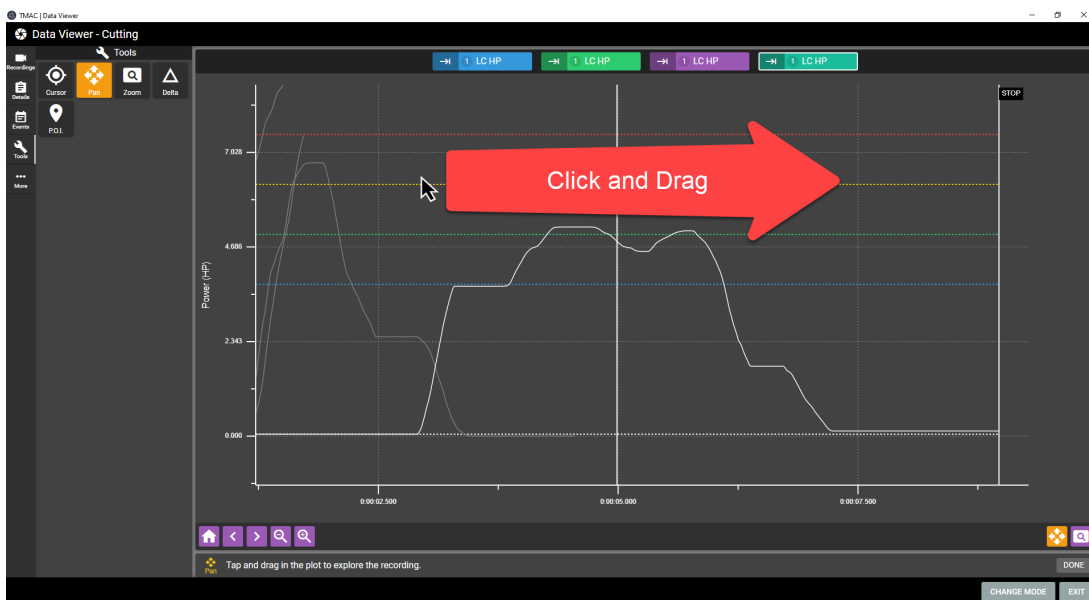 TMAC | Data Viewer
Data Viewer - Cutting
Recordings
Details
Events
Tools
More
Tools
Cursor
Pan
Zoom
Delta
P.O.I.
1 LC HP
1 LC HP
1 LC HP
1 LC HP
STOP
Click and Drag
Power (HP)
7.028
4.686
2.343
0.000
0:00:02.500
0:00:05.000
0:00:07.500
Pan
Tap and drag in the plot to explore the recording.
DONE
CHANGE MODE
EXIT